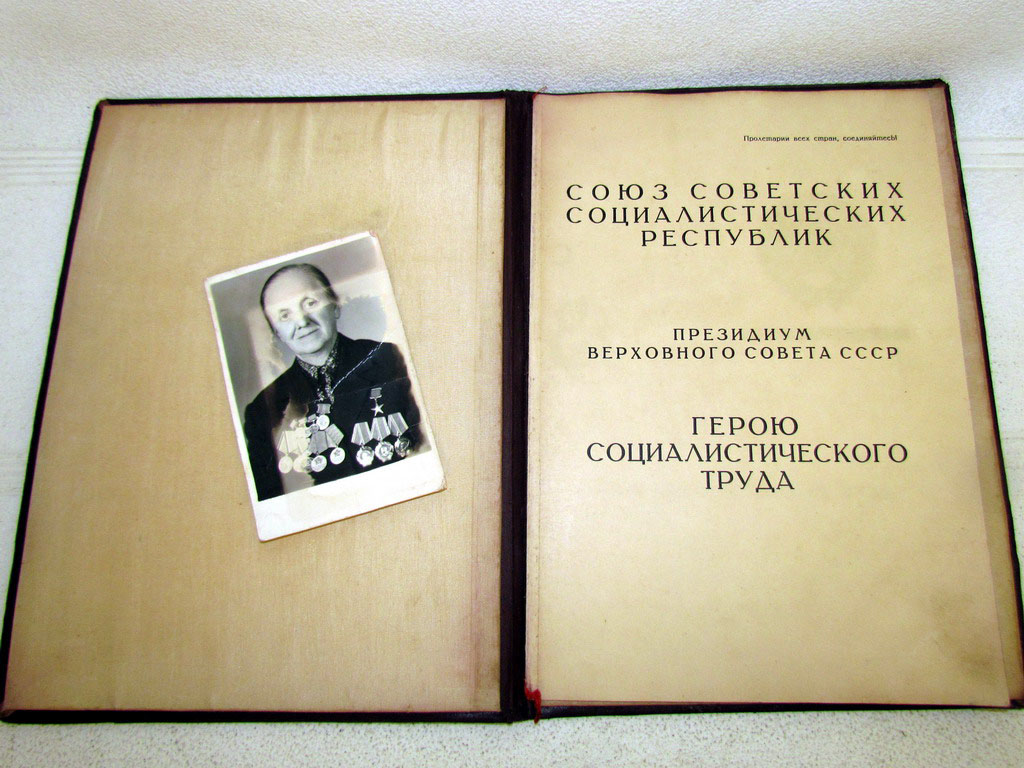 Пролетарии всех стран, соединяйтесь!
СОЮЗ СОВЕТСКИХ
СОЦИАЛИСТИЧЕСКИХ
РЕСПУБЛИК
ПРЕЗИДИУМ
ВЕРХОВНОГО СОВЕТА СССР
ГЕРОЮ
СОЦИАЛИСТИЧЕСКОГО
ТРУДА